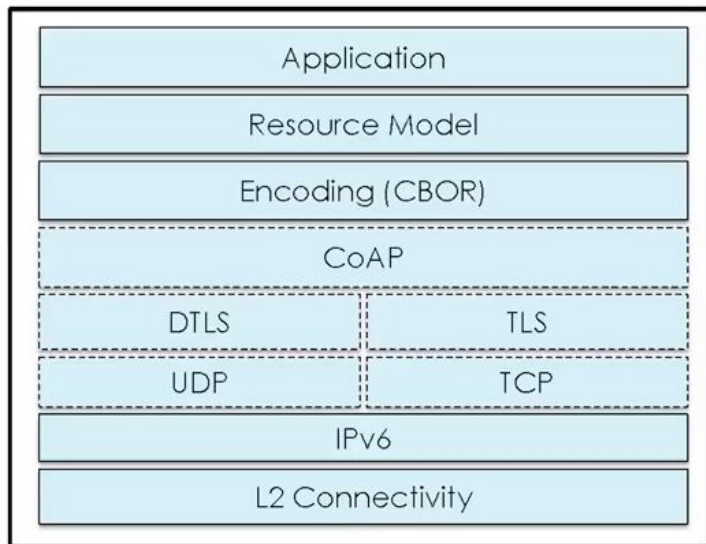 Application
Resource Model
Encoding (CBOR)
CoAP
DTLS
TLS
UDP
TCP
IPv6
L2 Connectivity